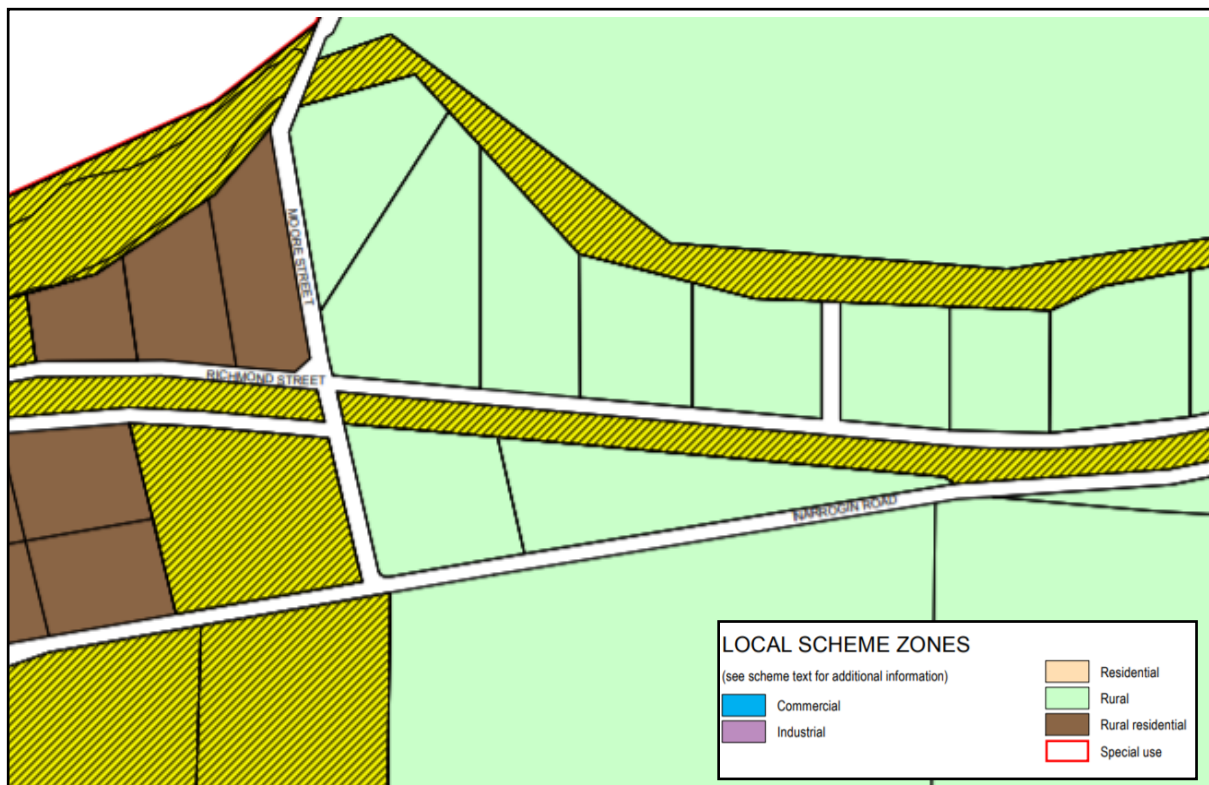 MOORE STREET
RICHMOND STREET
NARROGIN ROAD
LOCAL SCHEME ZONES
(see scheme text for additional information)
Commercial
Industrial
Residential
Rural
Rural residential
Special use